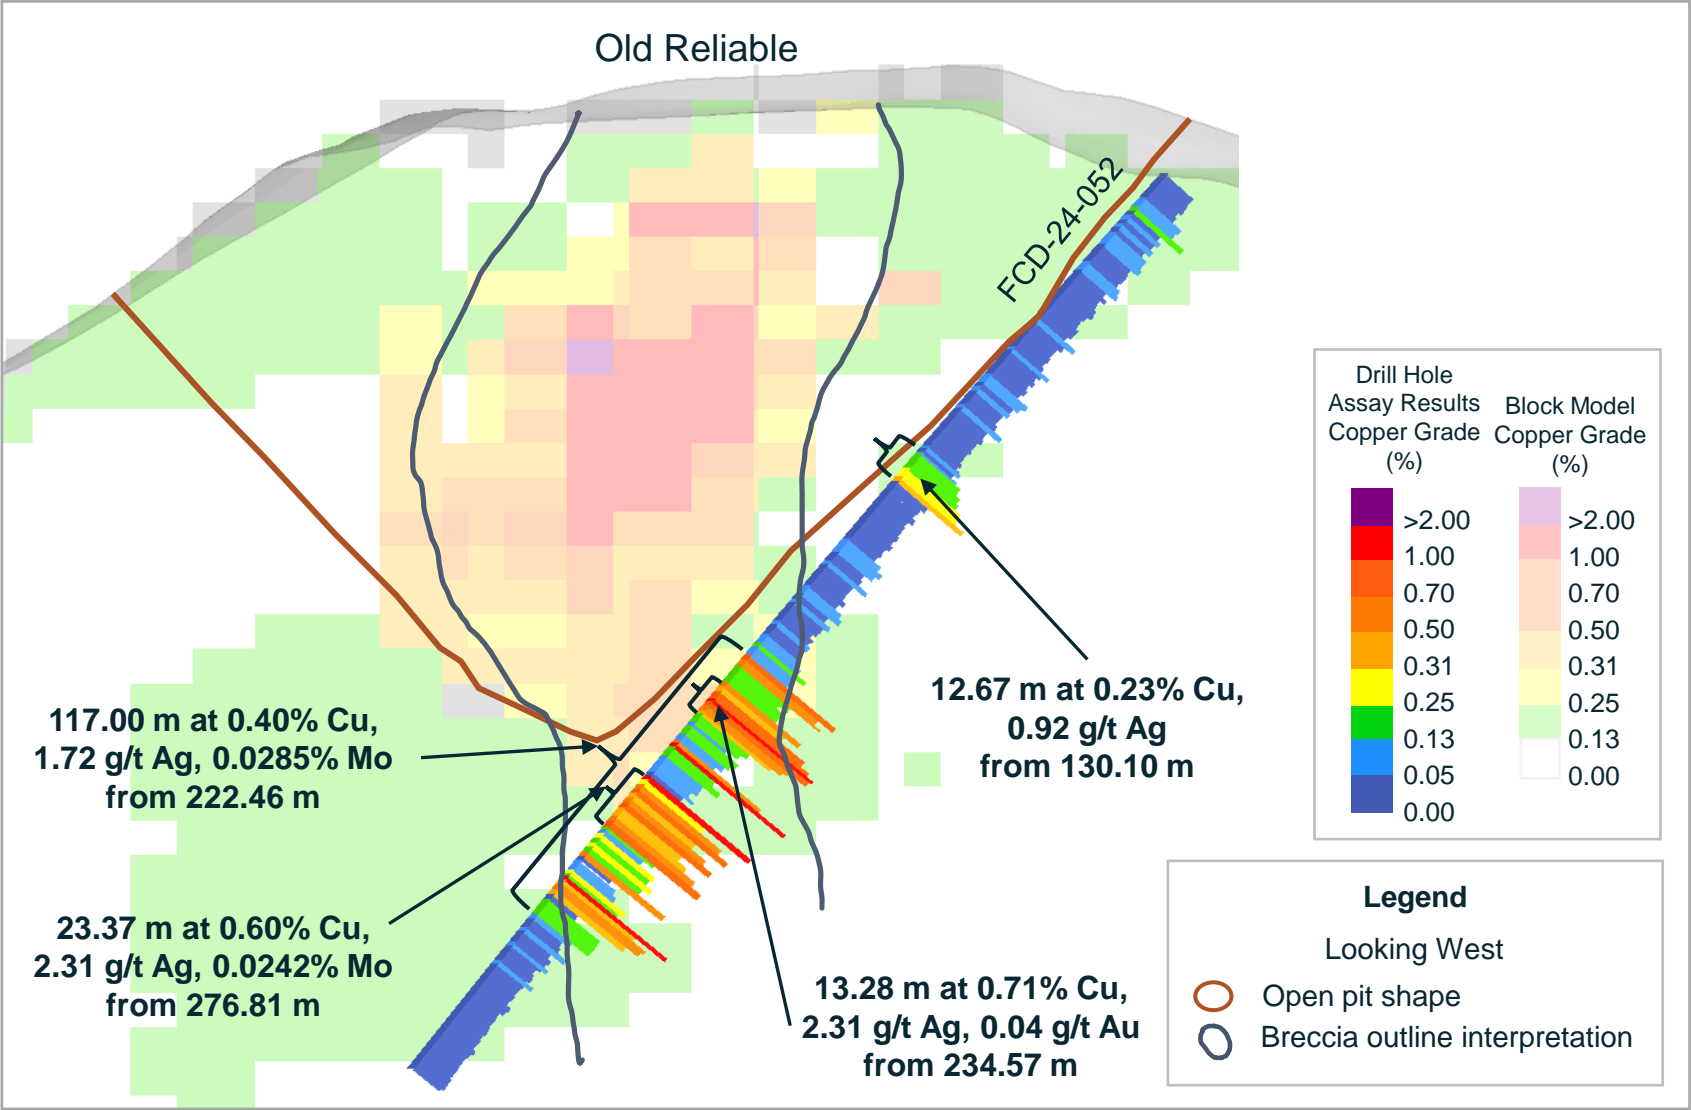 Old Reliable
FCD-24-052
117.00 m at 0.40% Cu,
1.72 g/t Ag, 0.0285% Mo
from 222.46 m
23.37 m at 0.60% Cu,
2.31 g/t Ag, 0.0242% Mo
from 276.81 m
12.67 m at 0.23% Cu,
0.92 g/t Ag
from 130.10 m
13.28 m at 0.71% Cu,
2.31 g/t Ag, 0.04 g/t Au
from 234.57 m
Drill Hole
Assay Results
Copper Grade
(%)
>2.00
1.00
0.70
0.50
0.31
0.25
0.13
0.05
0.00
Block Model
Copper Grade
(%)
>2.00
1.00
0.70
0.50
0.31
0.25
0.13
0.00
Legend
Looking West
Open pit shape
Breccia outline interpretation